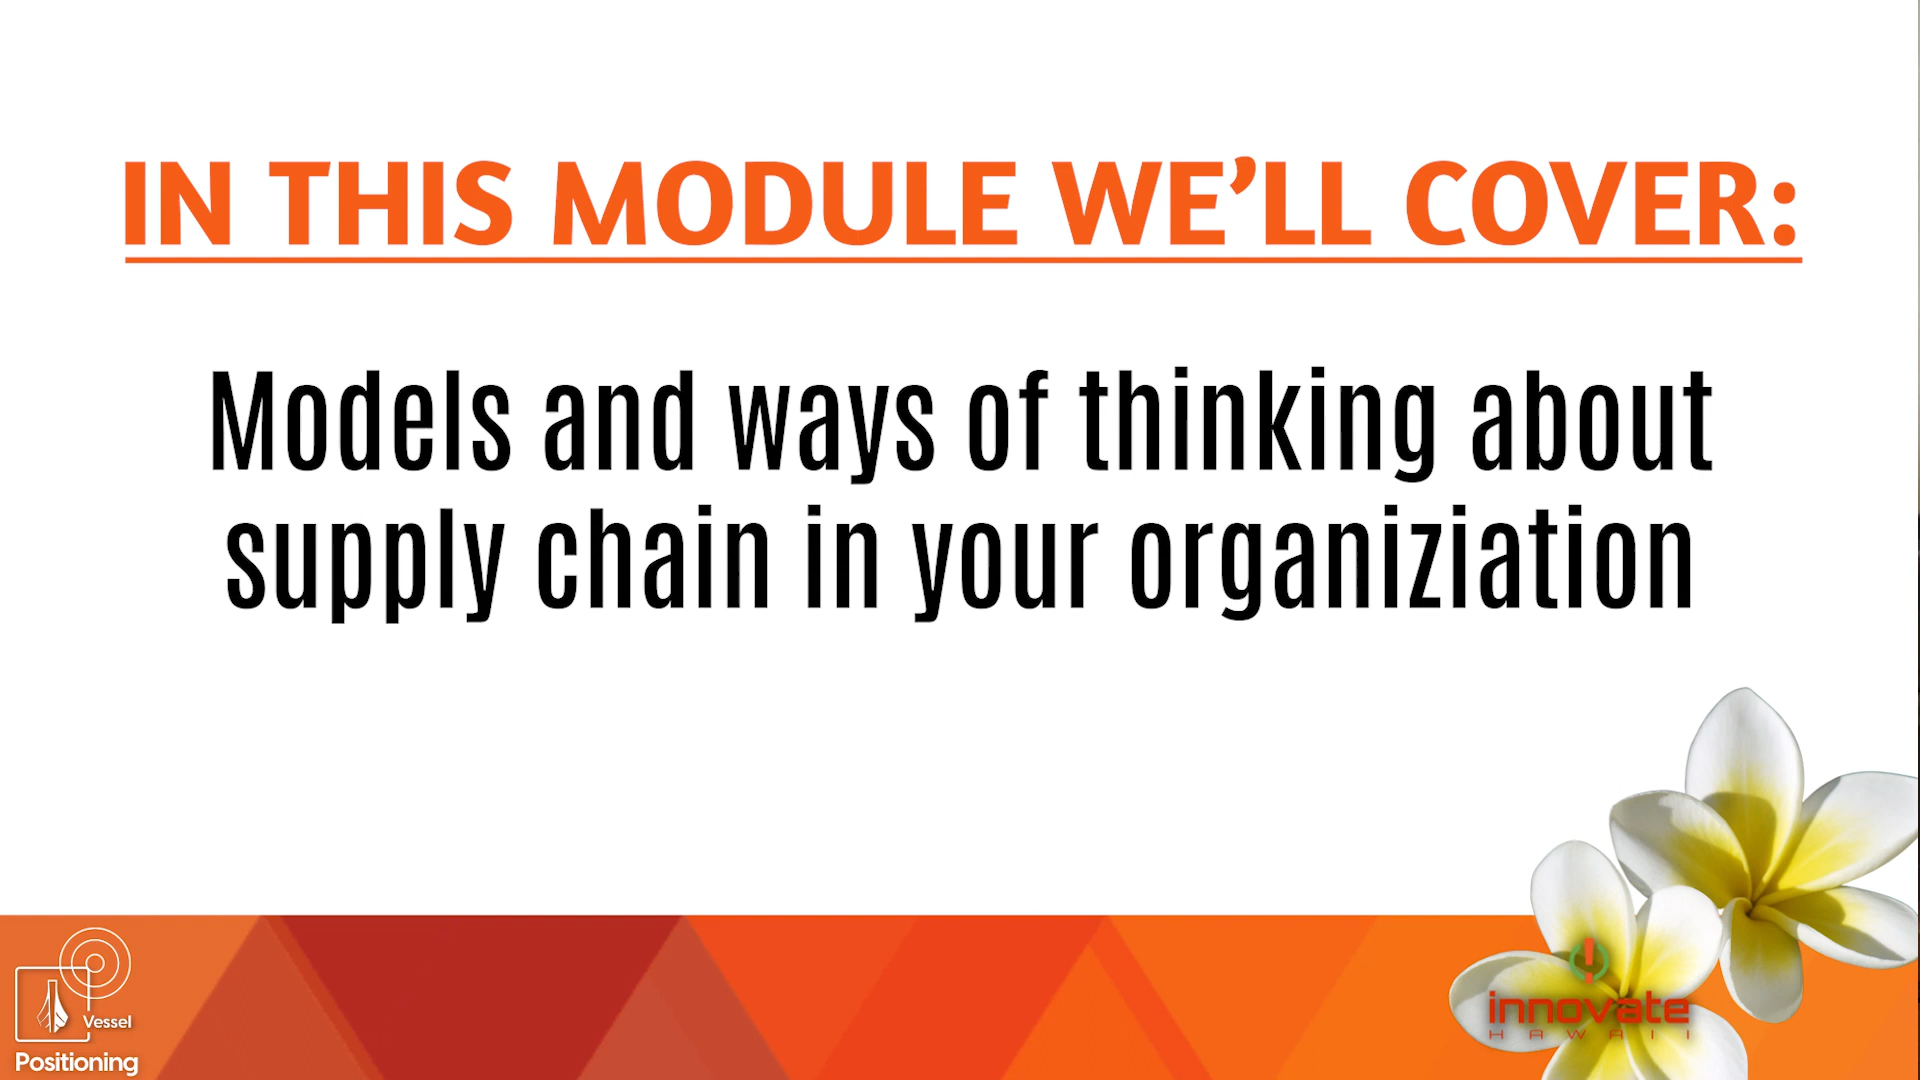 IN THIS MODULE WE’LL COVER:
Models and ways of thinking about
supply chain in your organiziation
Vessel
Positioning
innovate
HAWAII